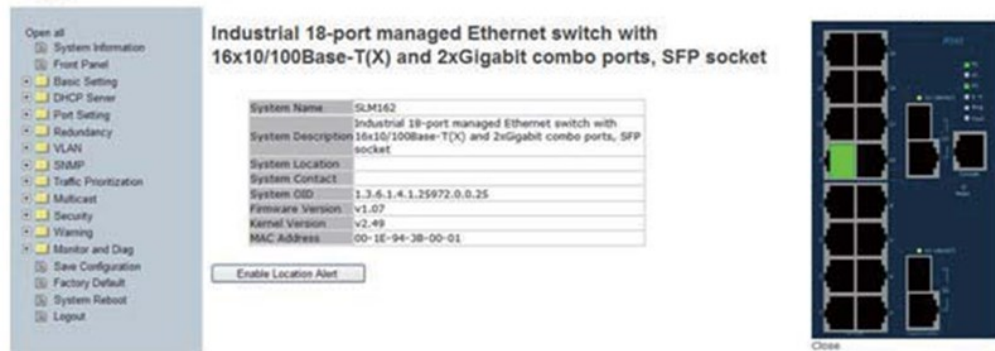 Open all
System Information
Front Panel
Basic Setting
DHCP Server
Port Setting
Redundancy
VLAN
SNMP
Traffic Prioritization
Multicast
Security
Warning
Monitor and Diag
Save Configuration
Factory Default
System Reboot
Logout
Industrial 18-port managed Ethernet switch with
16x10/100Base-T(X) and 2xGigabit combo ports, SFP socket
System Name SLM162
System Description Industrial 18-port managed Ethernet switch with
16x10/100Base-T(X) and 2xGigabit combo ports, SFP
socket
System Location
System Contact
System OID 1.3.6.1.4.1.25972.0.0.25
Firmware Version v1.07
Kernel Version v2.49
MAC Address 00-1E-94-3B-00-01
Enable Location Alert
Close